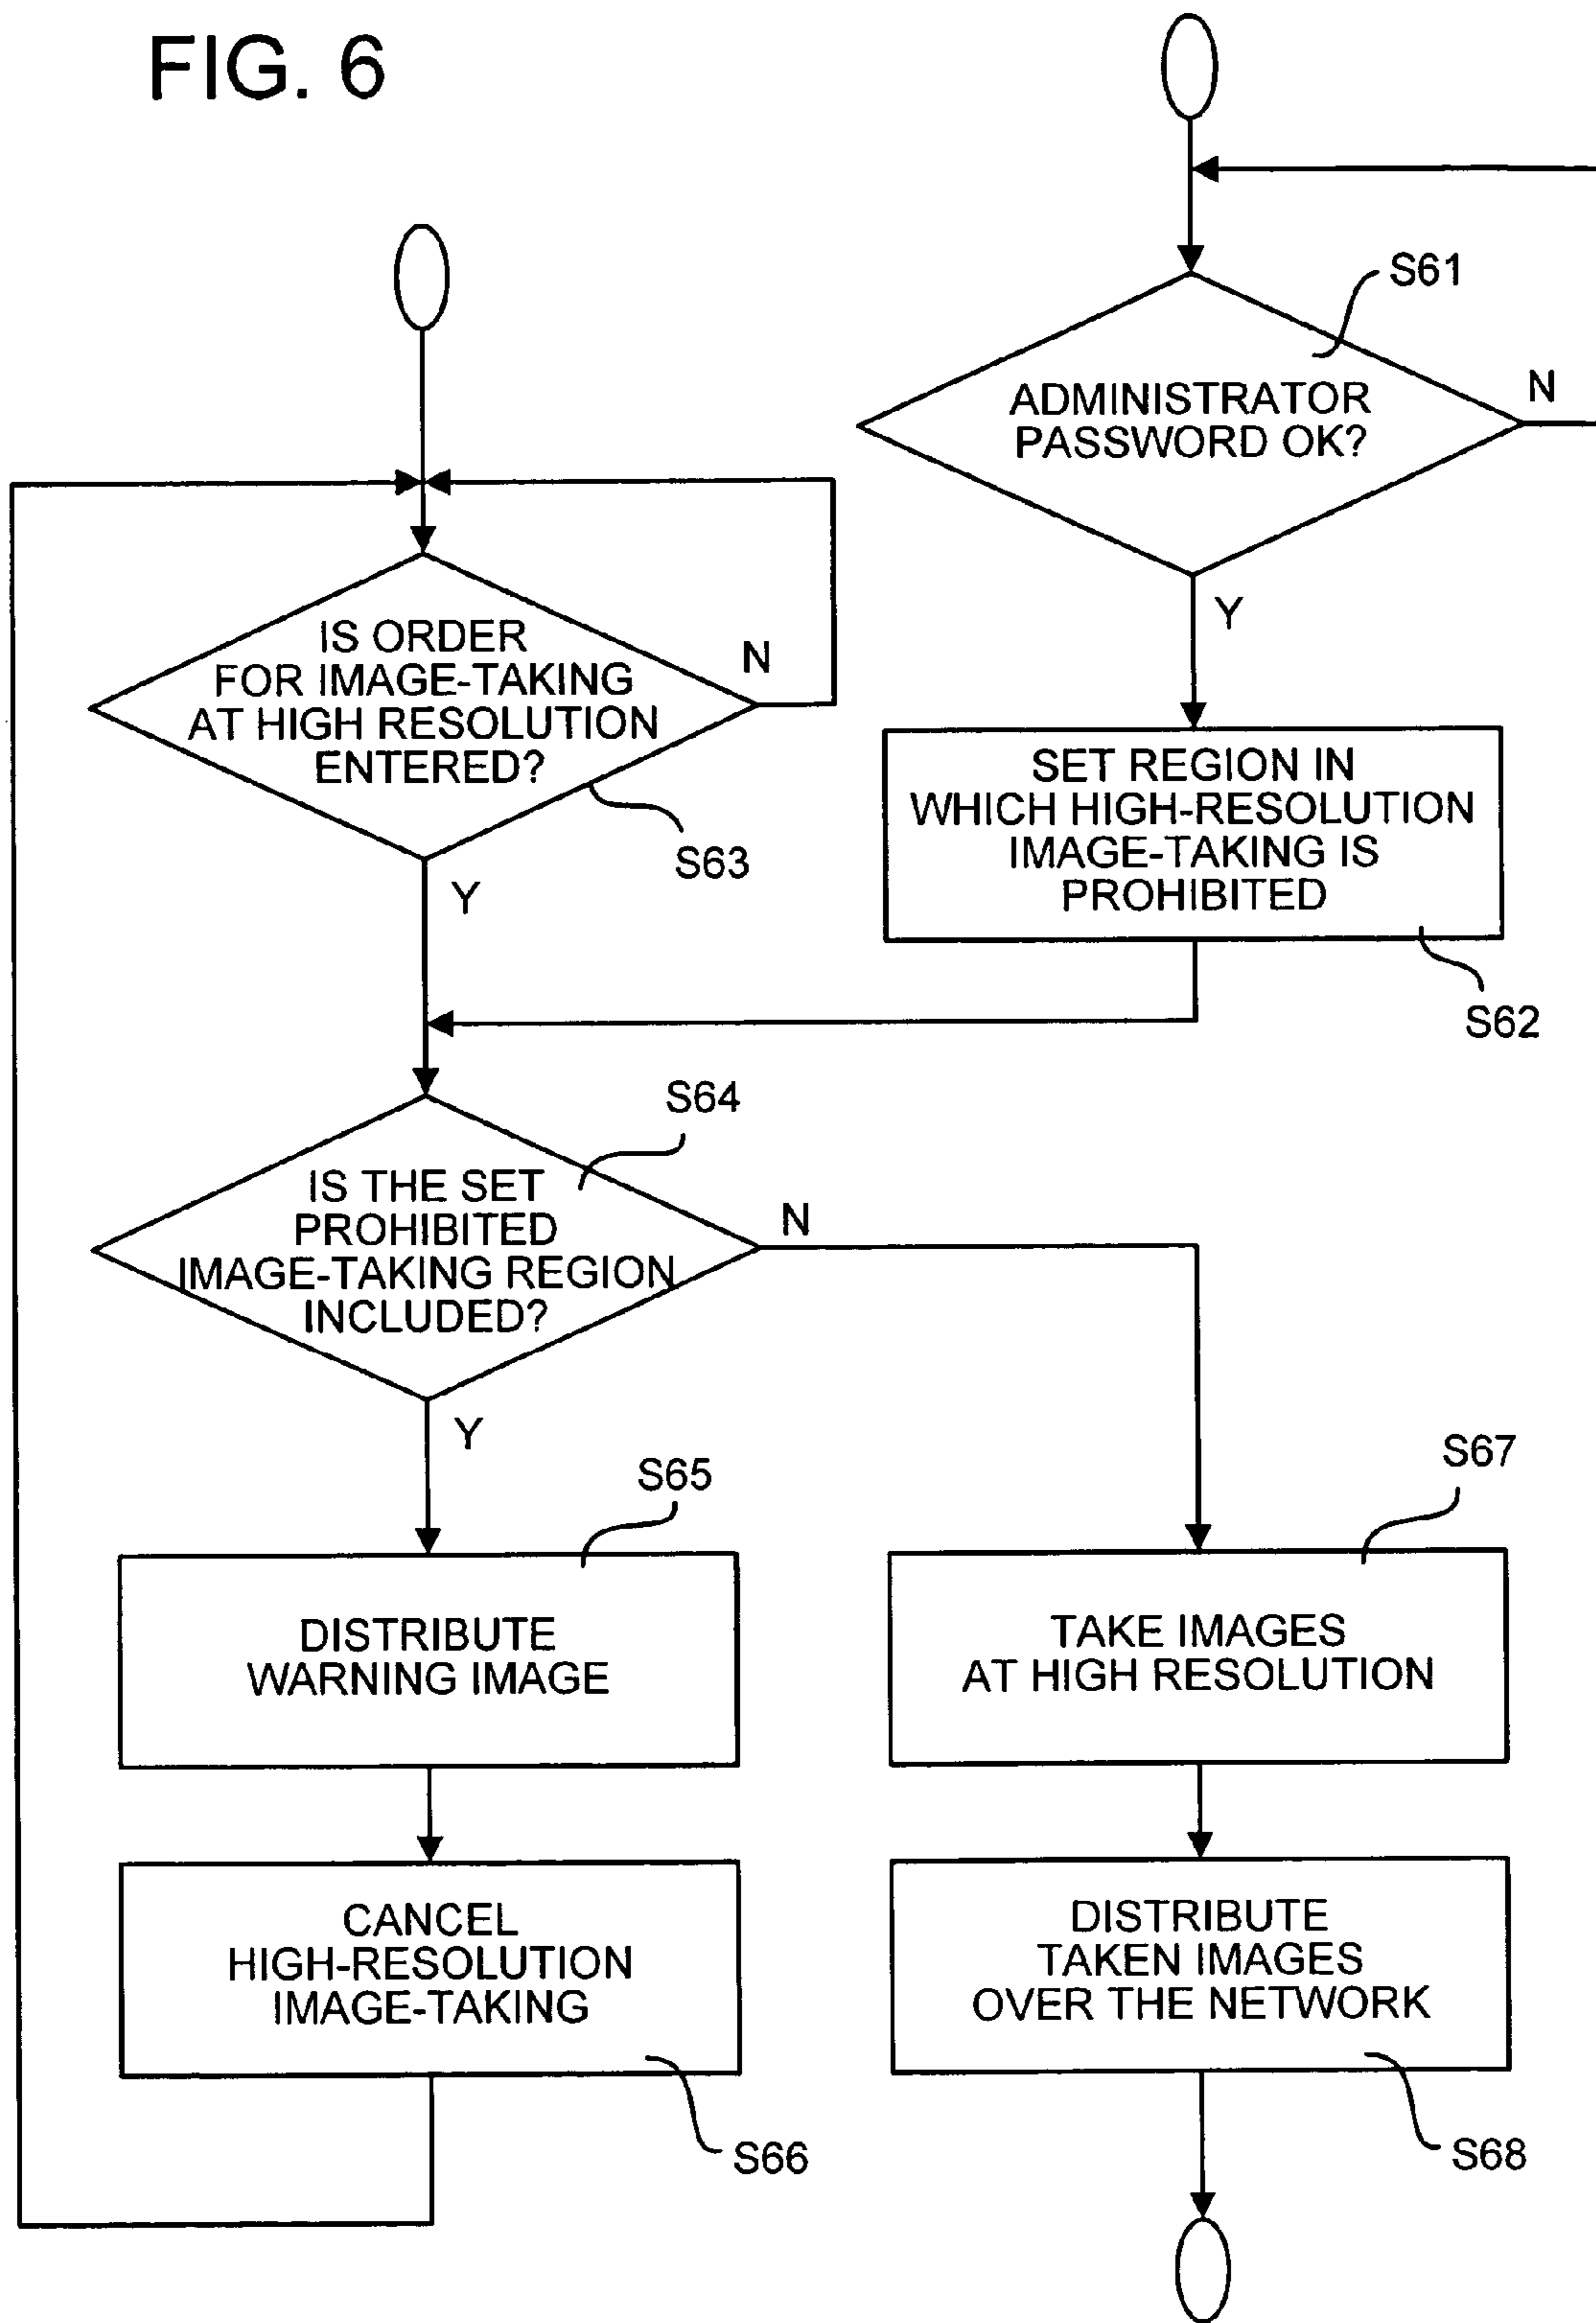 FIG. 6
S61
ADMINISTRATOR
PASSWORD OK?
N
Y
IS ORDER
FOR IMAGE-TAKING
AT HIGH RESOLUTION
ENTERED?
N
S63
Y
SET REGION IN
WHICH HIGH-RESOLUTION
IMAGE-TAKING IS
PROHIBITED
S62
S64
IS THE SET
PROHIBITED
IMAGE-TAKING REGION
INCLUDED?
N
Y
S65
DISTRIBUTE
WARNING IMAGE
S67
TAKE IMAGES
AT HIGH RESOLUTION
CANCEL
HIGH-RESOLUTION
IMAGE-TAKING
S66
DISTRIBUTE
TAKEN IMAGES
OVER THE NETWORK
S68